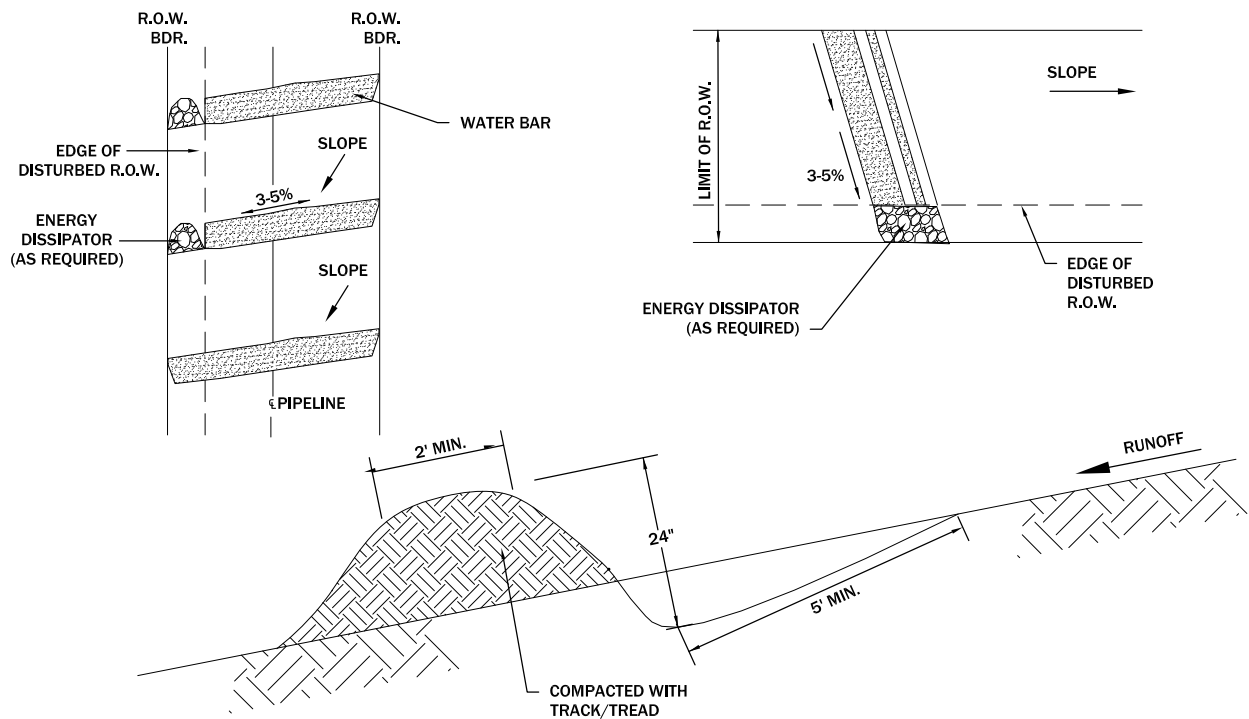 R.O.W.
BDR.
R.O.W.
BDR.
WATER BAR
EDGE OF
DISTURBED R.O.W.
SLOPE
3-5%
ENERGY
DISSIPATOR
(AS REQUIRED)
SLOPE
℄ PIPELINE
LIMIT OF R.O.W.
SLOPE
3-5%
EDGE OF
DISTURBED
R.O.W.
ENERGY DISSIPATOR
(AS REQUIRED)
2' MIN.
24"
5' MIN.
RUNOFF
COMPACTED WITH
TRACK/TREAD